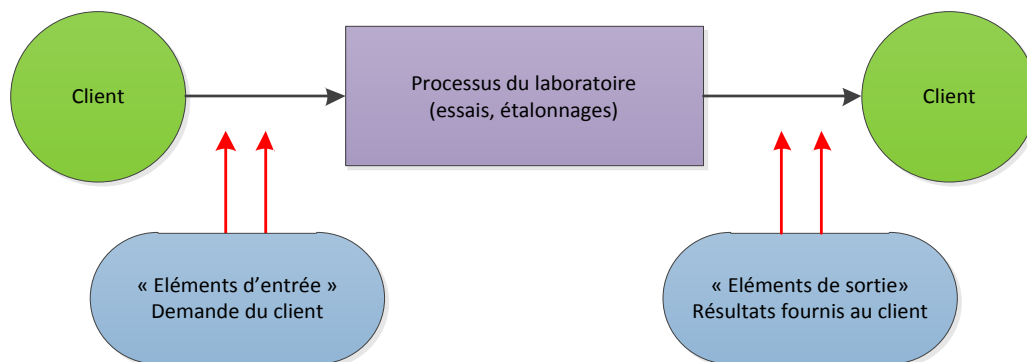 Client
Processus du laboratoire
(essais, étalonnages)
Client
« Eléments d’entrée »
Demande du client
« Eléments de sortie»
Résultats fournis au client